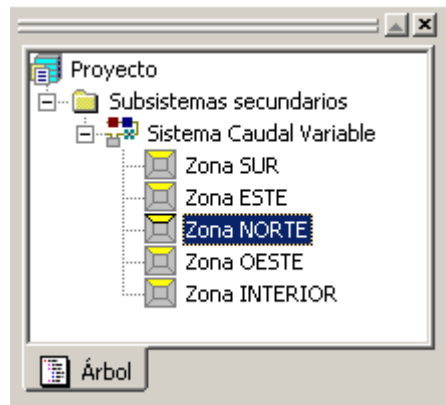 Proyecto
Subsistemas secundarios
Sistema Caudal Variable
Zona SUR
Zona ESTE
Zona NORTE
Zona OESTE
Zona INTERIOR
Árbol